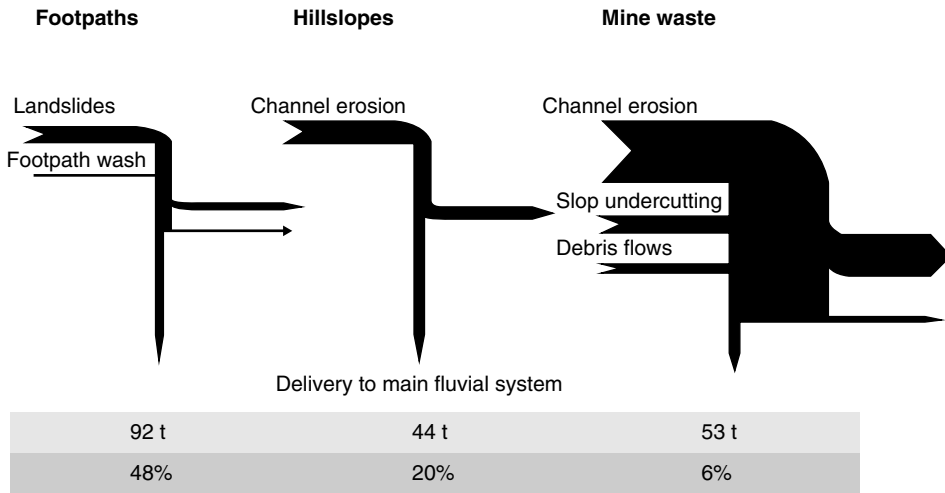 Footpaths Hillslopes Mine waste
Landslides Channel erosion Channel erosion
Footpath wash
Slop undercutting
Debris flows
Delivery to main fluvial system
92 t 44 t 53 t
48% 20% 6%